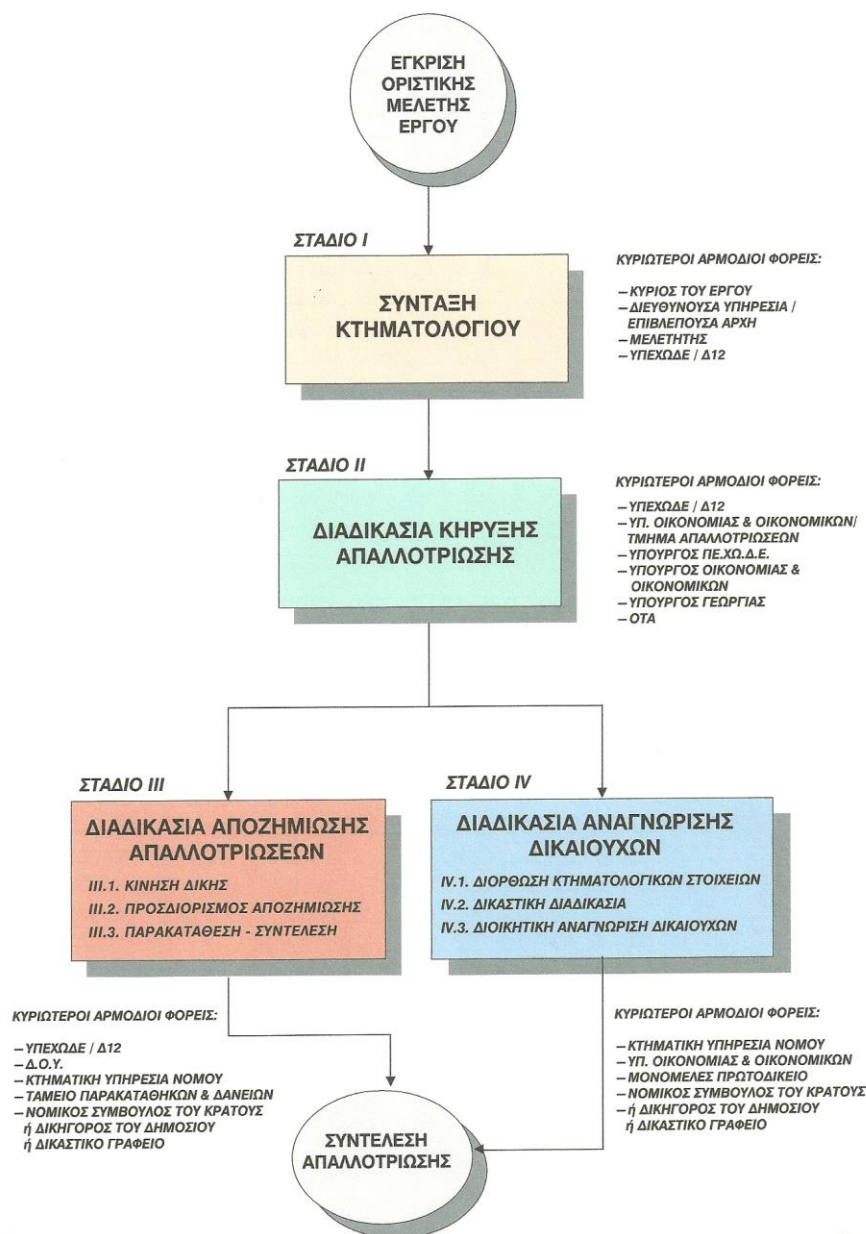 ΕΓΚΡΙΣΗ
ΟΡΙΣΤΙΚΗΣ
ΜΕΛΕΤΗΣ
ΕΡΓΟΥ
ΣΤΑΔΙΟ I
ΣΥΝΤΑΞΗ
ΚΤΗΜΑΤΟΛΟΓΙΟΥ
ΚΥΡΙΩΤΕΡΟΙ ΑΡΜΟΔΙΟΙ ΦΟΡΕΙΣ:
– ΚΥΡΙΟΣ ΤΟΥ ΕΡΓΟΥ
– ΔΙΕΥΘΥΝΟΥΣΑ ΥΠΗΡΕΣΙΑ /
ΕΠΙΒΛΕΠΟΥΣΑ ΑΡΧΗ
– ΜΕΛΕΤΗΤΗΣ
– ΥΠΕΧΩΔΕ / Δ12
ΣΤΑΔΙΟ II
ΔΙΑΔΙΚΑΣΙΑ ΚΗΡΥΞΗΣ
ΑΠΑΛΛΟΤΡΙΩΣΗΣ
ΚΥΡΙΩΤΕΡΟΙ ΑΡΜΟΔΙΟΙ ΦΟΡΕΙΣ:
– ΥΠΕΧΩΔΕ / Δ12
– ΥΠ. ΟΙΚΟΝΟΜΙΑΣ & ΟΙΚΟΝΟΜΙΚΩΝ/
ΤΜΗΜΑ ΑΠΑΛΛΟΤΡΙΩΣΕΩΝ
– ΥΠΟΥΡΓΟΣ ΠΕ.ΧΩ.Δ.Ε.
– ΥΠΟΥΡΓΟΣ ΟΙΚΟΝΟΜΙΑΣ &
ΟΙΚΟΝΟΜΙΚΩΝ
– ΥΠΟΥΡΓΟΣ ΓΕΩΡΓΙΑΣ
– ΟΤΑ
ΣΤΑΔΙΟ III
ΔΙΑΔΙΚΑΣΙΑ ΑΠΟΖΗΜΙΩΣΗΣ
ΑΠΑΛΛΟΤΡΙΩΣΕΩΝ
III.1. ΚΙΝΗΣΗ ΔΙΚΗΣ
III.2. ΠΡΟΣΔΙΟΡΙΣΜΟΣ ΑΠΟΖΗΜΙΩΣΗΣ
III.3. ΠΑΡΑΚΑΤΑΘΕΣΗ - ΣΥΝΤΕΛΕΣΗ
ΣΤΑΔΙΟ IV
ΔΙΑΔΙΚΑΣΙΑ ΑΝΑΓΝΩΡΙΣΗΣ
ΔΙΚΑΙΟΥΧΩΝ
IV.1. ΔΙΟΡΘΩΣΗ ΚΤΗΜΑΤΟΛΟΓΙΚΩΝ ΣΤΟΙΧΕΙΩΝ
IV.2. ΔΙΚΑΣΤΙΚΗ ΔΙΑΔΙΚΑΣΙΑ
IV.3. ΔΙΟΙΚΗΤΙΚΗ ΑΝΑΓΝΩΡΙΣΗ ΔΙΚΑΙΟΥΧΩΝ
ΚΥΡΙΩΤΕΡΟΙ ΑΡΜΟΔΙΟΙ ΦΟΡΕΙΣ:
– ΥΠΕΧΩΔΕ / Δ12
– Δ.Ο.Υ.
– ΚΤΗΜΑΤΙΚΗ ΥΠΗΡΕΣΙΑ ΝΟΜΟΥ
– ΤΑΜΕΙΟ ΠΑΡΑΚΑΤΑΘΗΚΩΝ & ΔΑΝΕΙΩΝ
– ΝΟΜΙΚΟΣ ΣΥΜΒΟΥΛΟΣ ΤΟΥ ΚΡΑΤΟΥΣ
ή ΔΙΚΗΓΟΡΟΣ ΤΟΥ ΔΗΜΟΣΙΟΥ
ή ΔΙΚΑΣΤΙΚΟ ΓΡΑΦΕΙΟ
ΚΥΡΙΩΤΕΡΟΙ ΑΡΜΟΔΙΟΙ ΦΟΡΕΙΣ:
– ΚΤΗΜΑΤΙΚΗ ΥΠΗΡΕΣΙΑ ΝΟΜΟΥ
– ΥΠ. ΟΙΚΟΝΟΜΙΑΣ & ΟΙΚΟΝΟΜΙΚΩΝ
– ΜΟΝΟΜΕΛΕΣ ΠΡΩΤΟΔΙΚΕΙΟ
– ΝΟΜΙΚΟΣ ΣΥΜΒΟΥΛΟΣ ΤΟΥ ΚΡΑΤΟΥΣ
– ή ΔΙΚΗΓΟΡΟΣ ΤΟΥ ΔΗΜΟΣΙΟΥ
ή ΔΙΚΑΣΤΙΚΟ ΓΡΑΦΕΙΟ
ΣΥΝΤΕΛΕΣΗ
ΑΠΑΛΛΟΤΡΙΩΣΗΣ